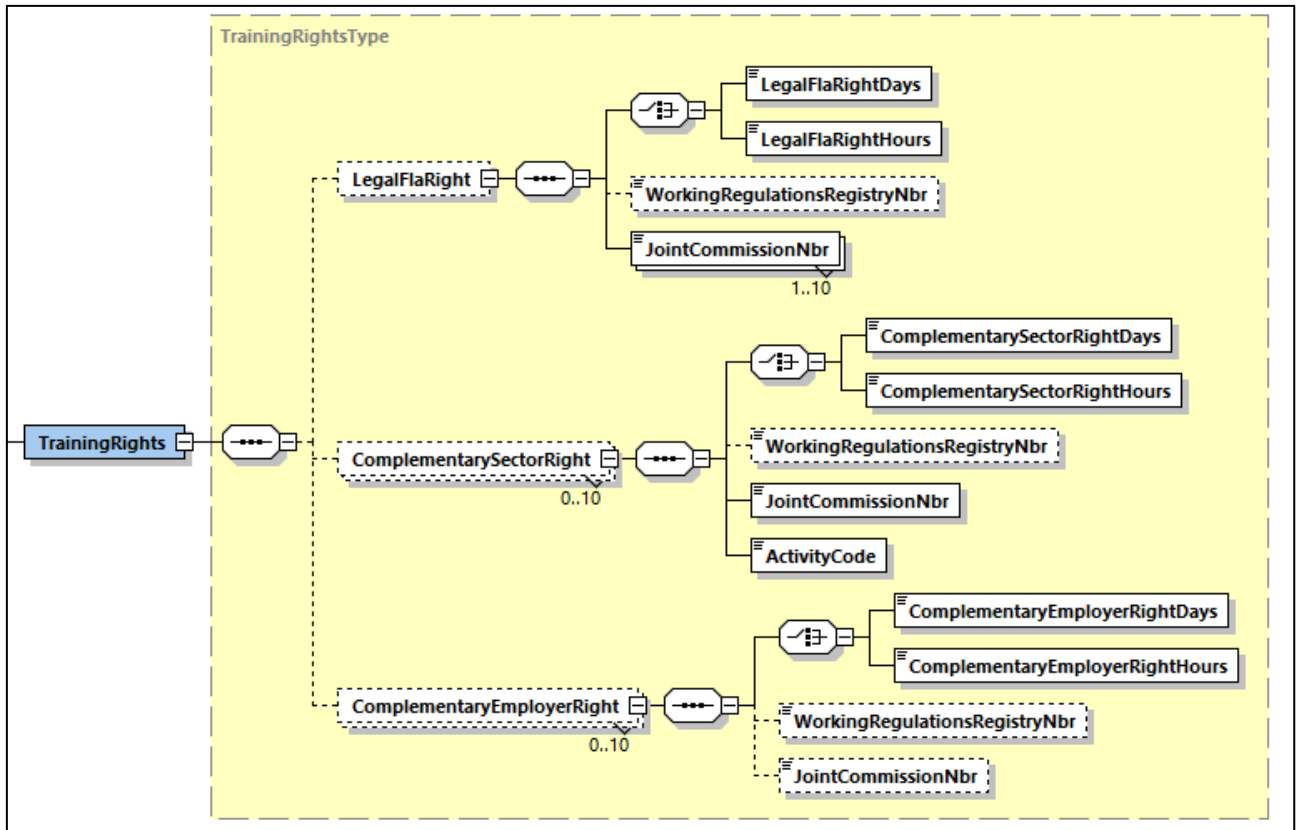 TrainingRightsType
LegalFlaRightDays
LegalFlaRightHours
LegalFlaRight
WorkingRegulationsRegistryNbr
JointCommissionNbr
1..10
ComplementarySectorRightDays
ComplementarySectorRightHours
TrainingRights
ComplementarySectorRight
0..10
WorkingRegulationsRegistryNbr
JointCommissionNbr
ActivityCode
ComplementaryEmployerRightDays
ComplementaryEmployerRightHours
ComplementaryEmployerRight
0..10
WorkingRegulationsRegistryNbr
JointCommissionNbr